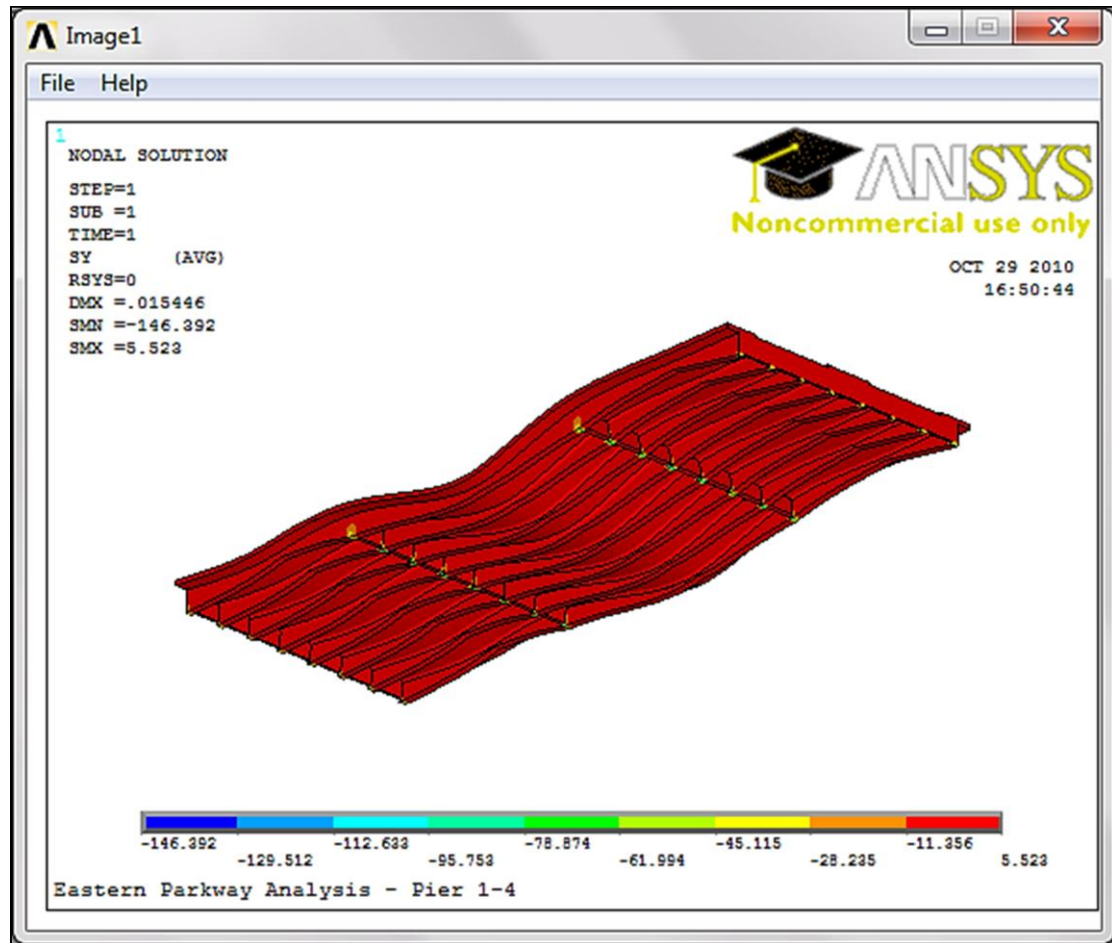 Image1
File Help
1
NODAL SOLUTION
STEP=1
SUB =1
TIME=1
SY (AVG)
RSYS=0
DMX =.015446
SMN =-146.392
SMX =5.523
ANSYS
Noncommercial use only
OCT 29 2010
16:50:44
-146.392 -112.633 -78.874 -45.115 -11.356
-129.512 -95.753 -61.994 -28.235 5.523
Eastern Parkway Analysis - Pier 1-4